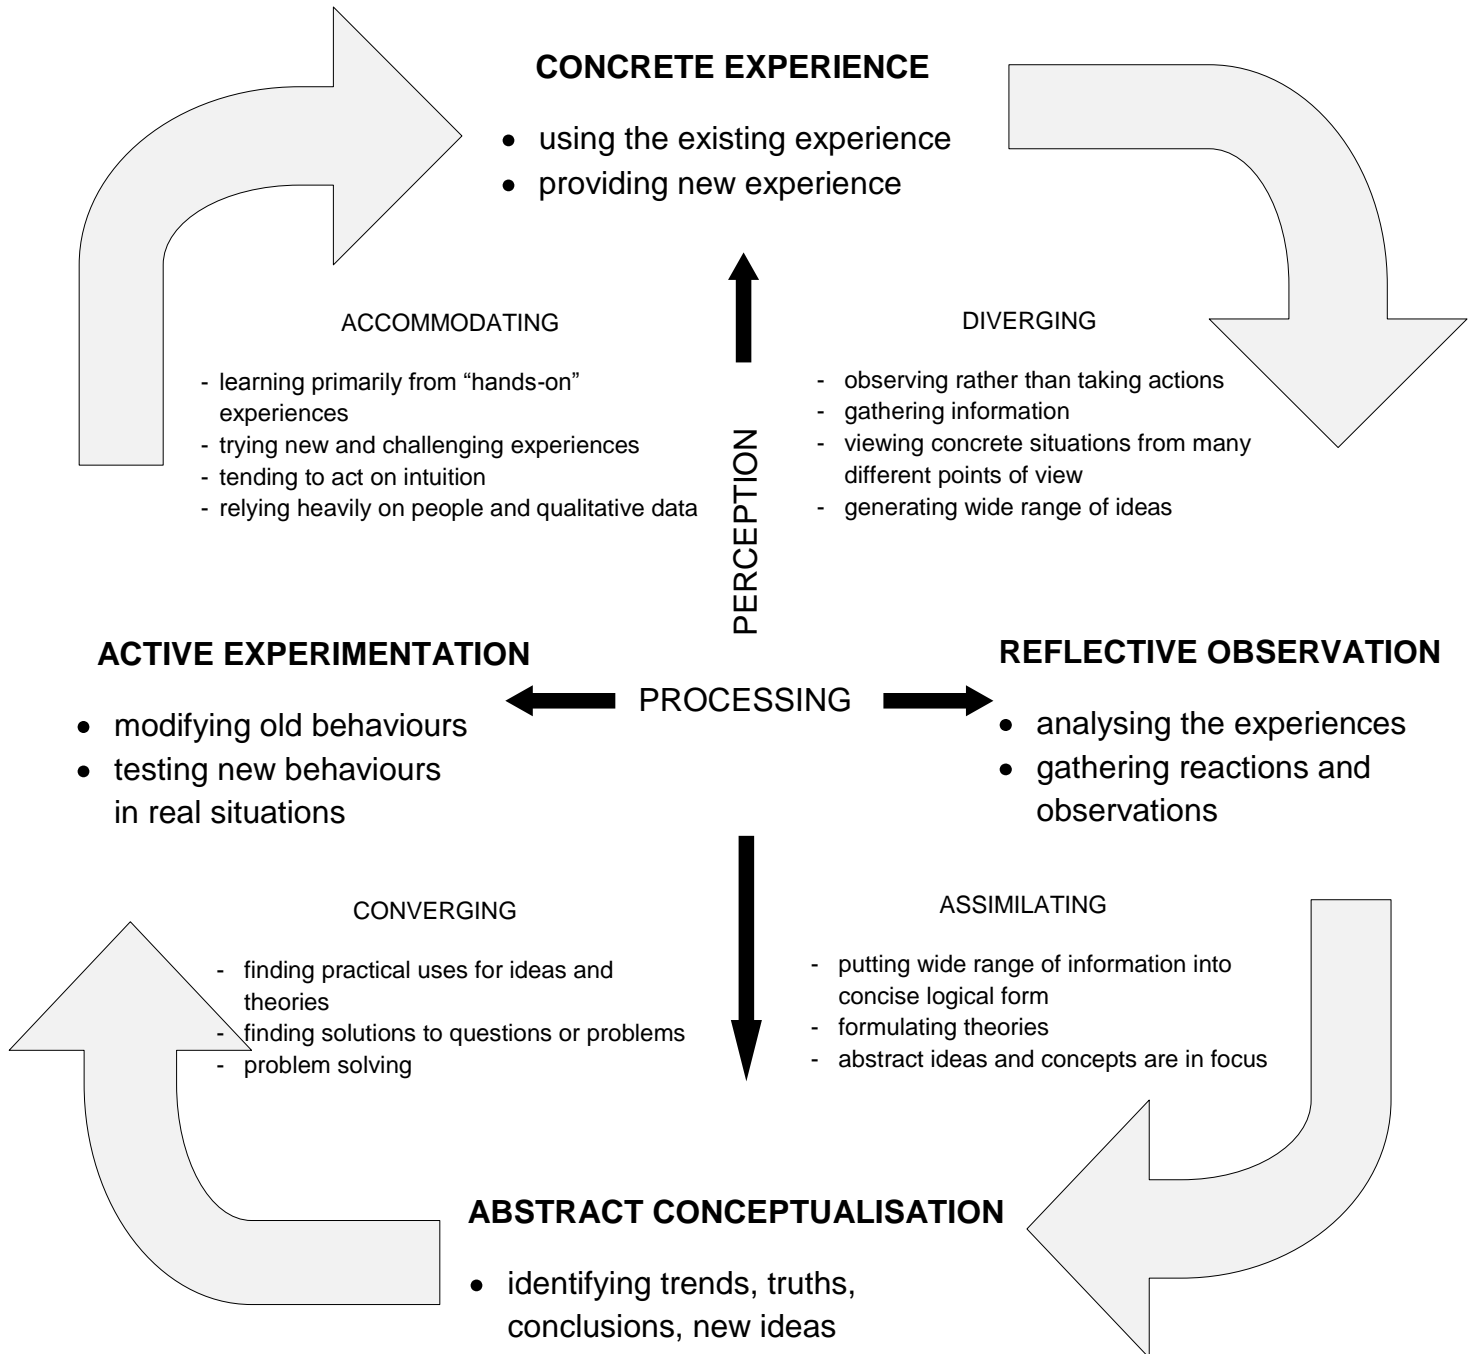 CONCRETE EXPERIENCE
• using the existing experience
• providing new experience
ACCOMMODATING
- learning primarily from “hands-on”
experiences
- trying new and challenging experiences
- tending to act on intuition
- relying heavily on people and qualitative data
DIVERGING
- observing rather than taking actions
- gathering information
- viewing concrete situations from many
different points of view
- generating wide range of ideas
PERCEPTION
ACTIVE EXPERIMENTATION
• modifying old behaviours
• testing new behaviours
in real situations
PROCESSING
REFLECTIVE OBSERVATION
• analysing the experiences
• gathering reactions and
observations
CONVERGING
- finding practical uses for ideas and
theories
- finding solutions to questions or problems
- problem solving
ASSIMILATING
- putting wide range of information into
concise logical form
- formulating theories
- abstract ideas and concepts are in focus
ABSTRACT CONCEPTUALISATION
• identifying trends, truths,
conclusions, new ideas